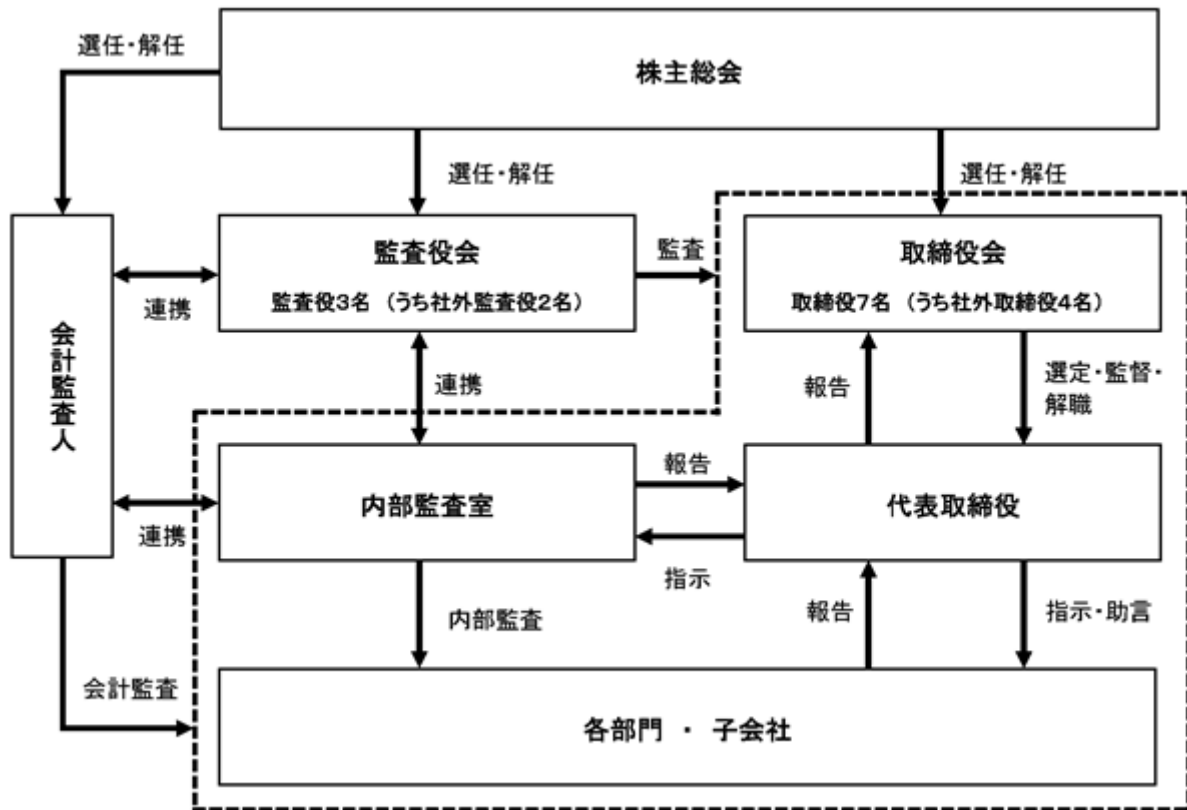 選任・解任
株主総会
選任・解任
選任・解任
監査役会
監査役3名（うち社外監査役2名）
監査
取締役会
取締役7名（うち社外取締役4名）
連携
会計監査人
連携
報告
選定・監督・
解職
内部監査室
報告
代表取締役
連携
指示
内部監査
報告
指示・助言
会計監査
各部門 ・ 子会社